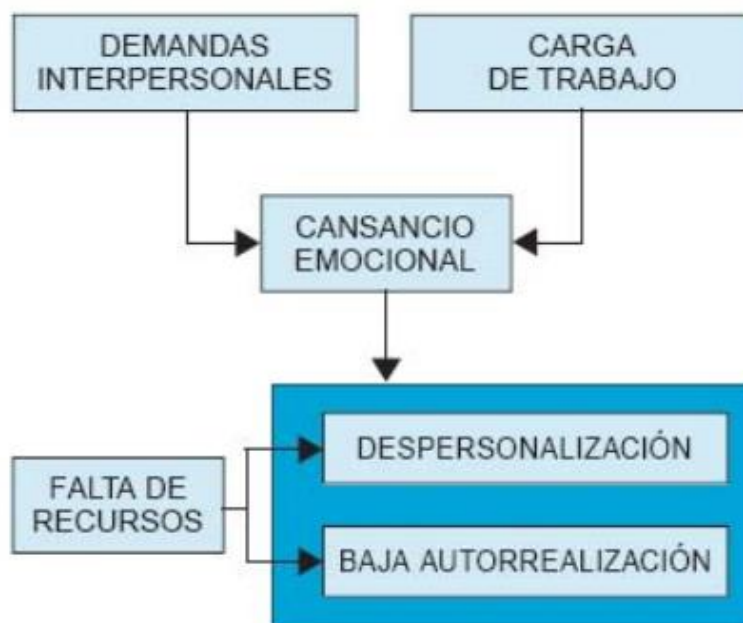 DEMANDAS
INTERPERSONALES
CARGA
DE TRABAJO
CANSANCIO
EMOCIONAL
DESPERSONALIZACIÓN
FALTA DE
RECURSOS
BAJA AUTORREALIZACIÓN